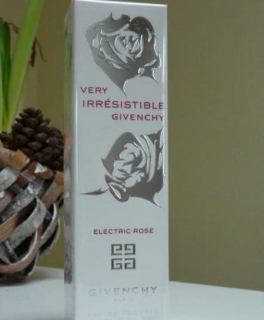 VERY
IRRÉSISTIBLE
GIVENCHY
ELECTRIC ROSE
GIVENCHY
PARIS